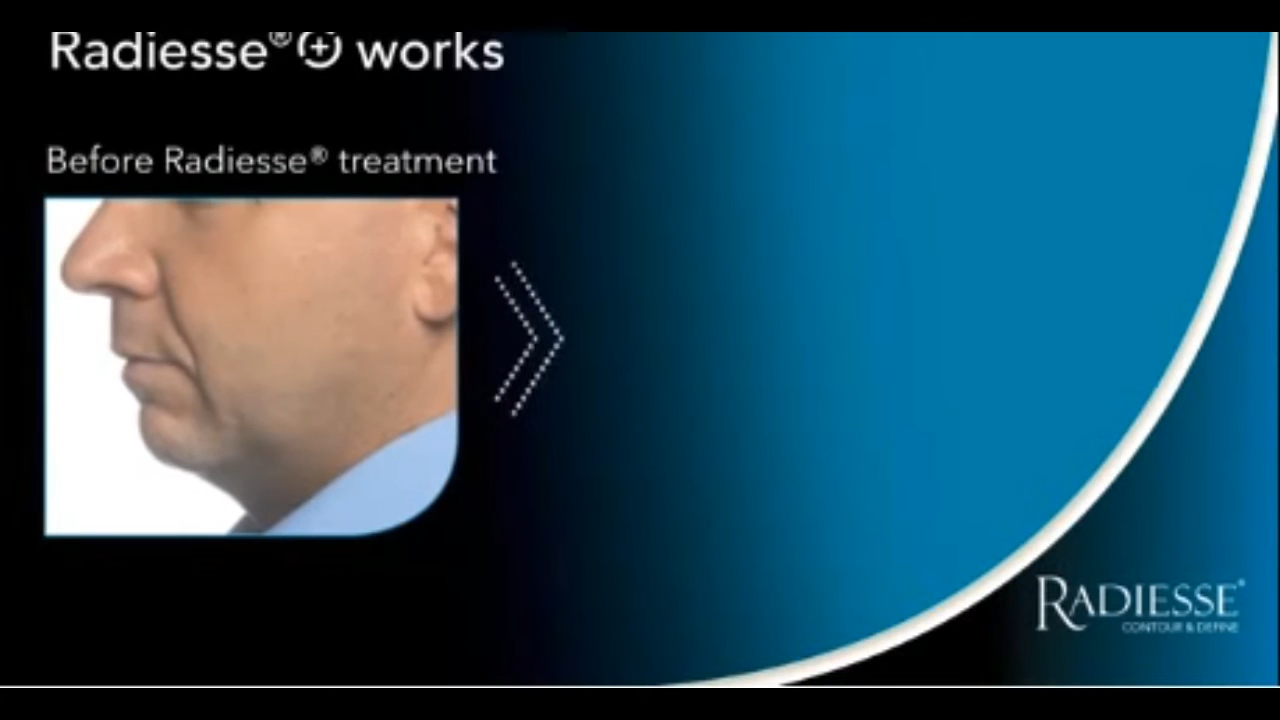 Radiesse®(+) works
Before Radiesse® treatment
RADIESSE®
CONTOUR & DEFINE